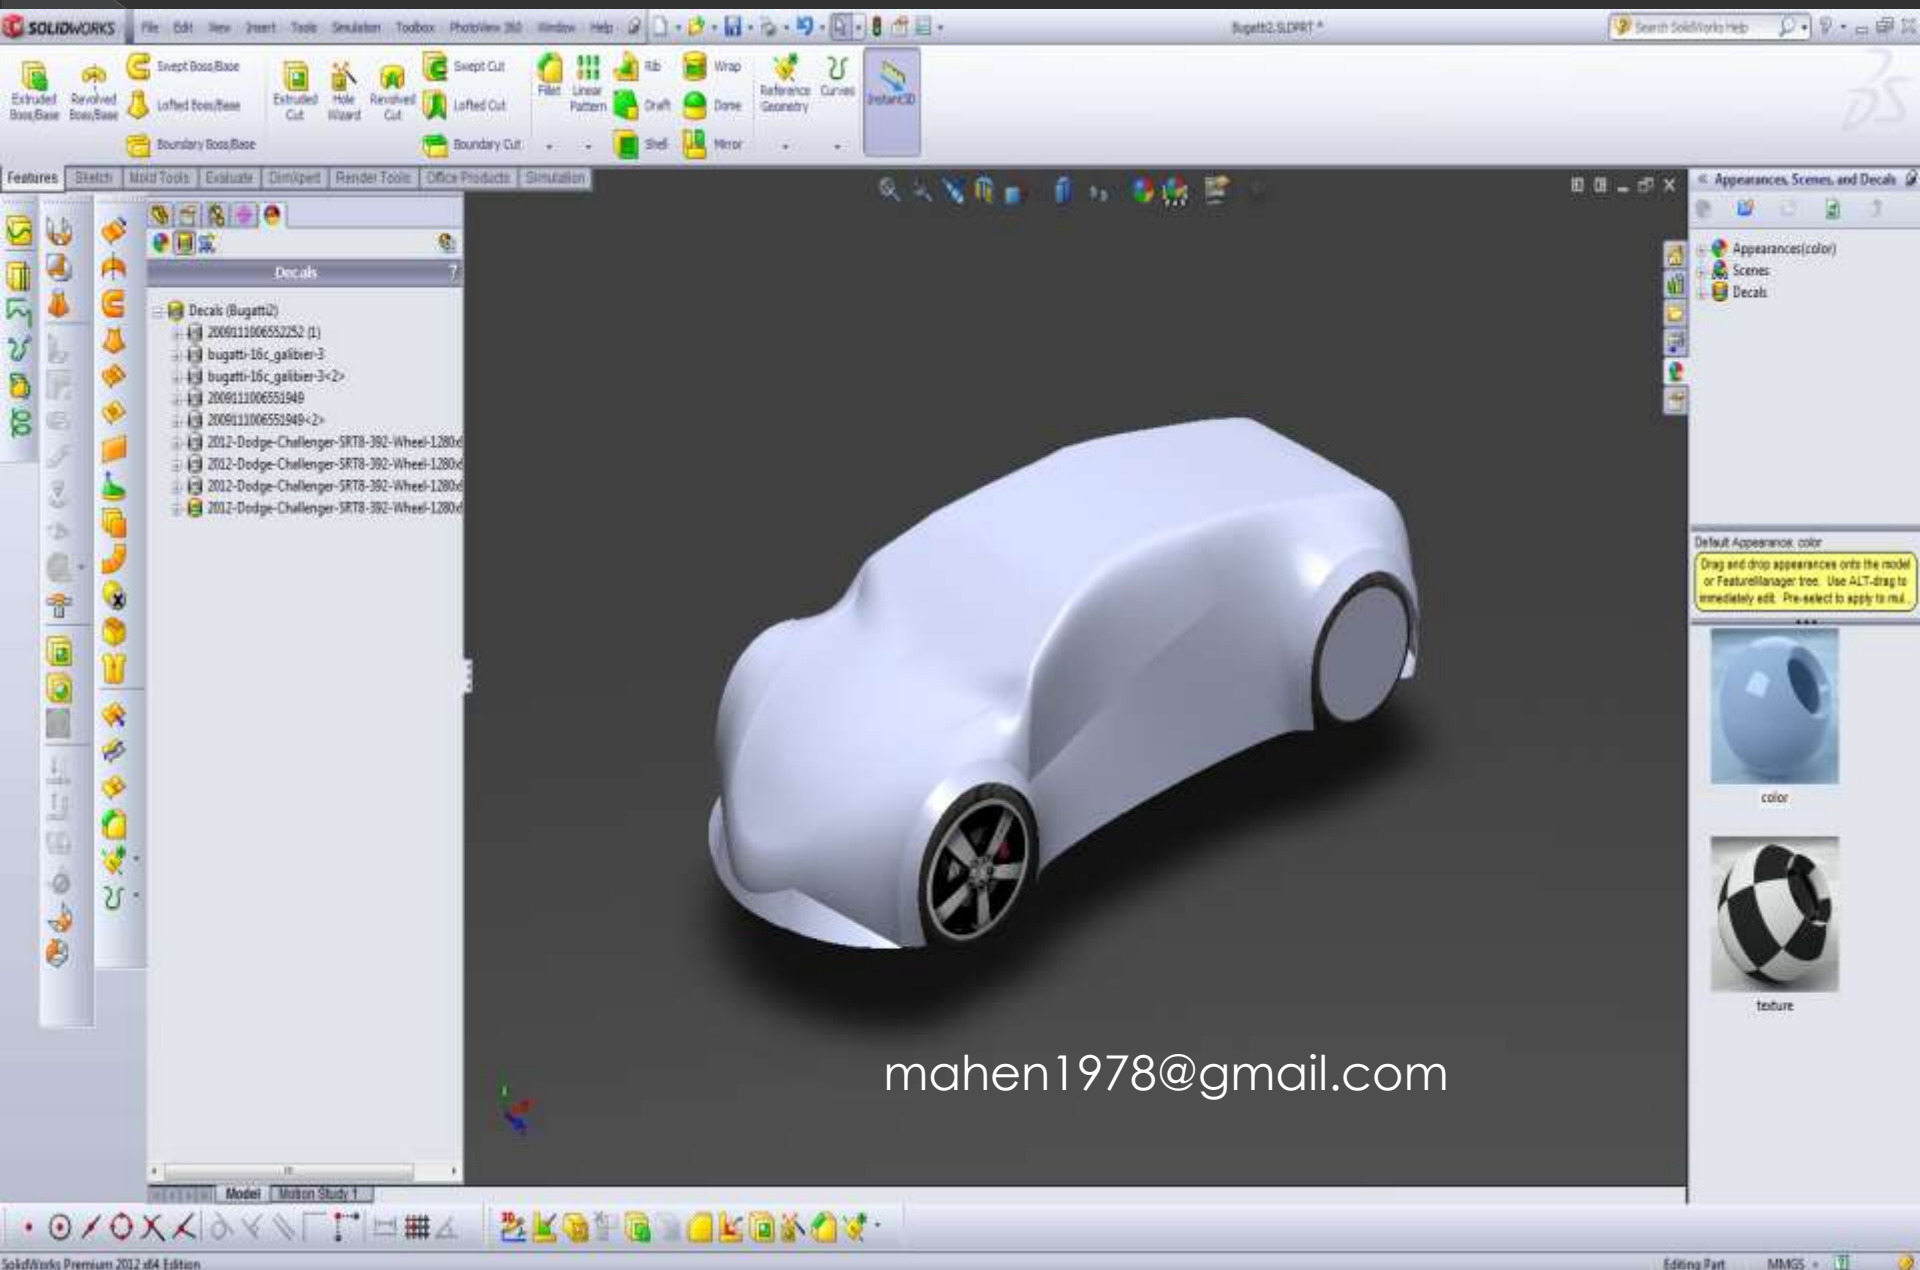 SOLIDWORKS File Edit View Insert Tools Simulation Toolbox PhotoView 360 Window Help Bugatti2.SLDPRT * Search SolidWorks Help
Extruded Boss/Base
Revolved Boss/Base
Swept Boss/Base
Lofted Boss/Base
Boundary Boss/Base
Extruded Cut
Hole Wizard
Revolved Cut
Swept Cut
Lofted Cut
Boundary Cut
Fillet
Linear Pattern
Rib
Draft
Shell
Wrap
Dome
Mirror
Reference Geometry
Curves
Instant3D
Features Sketch Mold Tools Evaluate DimXpert Render Tools Office Products Simulation
Decals ?
Decals (Bugatti2)
2009111006552252 (1)
bugatti-16c_galibier-3
bugatti-16c_galibier-3<2>
2009111006551949
2009111006551949<2>
2012-Dodge-Challenger-SRT8-392-Wheel-1280x
2012-Dodge-Challenger-SRT8-392-Wheel-1280x
2012-Dodge-Challenger-SRT8-392-Wheel-1280x
2012-Dodge-Challenger-SRT8-392-Wheel-1280x
Appearances, Scenes, and Decals
Appearances(color)
Scenes
Decals
Default Appearance: color
Drag and drop appearances onto the model
or FeatureManager tree. Use ALT-drag to
immediately edit. Pre-select to apply to mul...
color
texture
mahen1978@gmail.com
Model Motion Study 1
SolidWorks Premium 2012 x64 Edition Editing Part MMGS